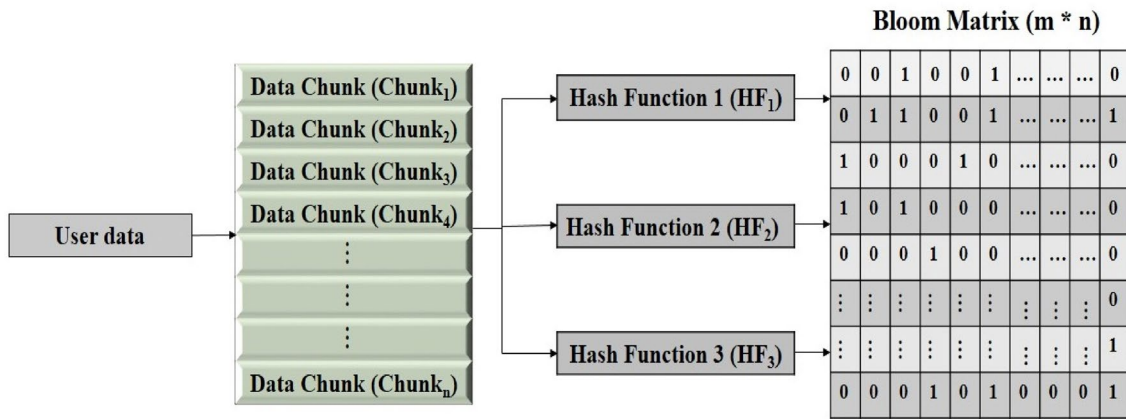 Bloom Matrix (m * n)
User data
Data Chunk (Chunk₁)
Data Chunk (Chunk₂)
Data Chunk (Chunk₃)
Data Chunk (Chunk₄)
⋮
⋮
⋮
Data Chunk (Chunkₙ)
Hash Function 1 (HF₁)
Hash Function 2 (HF₂)
Hash Function 3 (HF₃)
0 0 1 0 0 1 ... ... ... 0
0 1 1 0 0 1 ... ... ... 1
1 0 0 0 1 0 ... ... ... 0
1 0 1 0 0 0 ... ... ... 0
0 0 0 1 0 0 ... ... ... 0
⋮ ⋮ ⋮ ⋮ ⋮ ⋮ ⋮ ⋮ ⋮ 0
⋮ ⋮ ⋮ ⋮ ⋮ ⋮ ⋮ ⋮ ⋮ 1
0 0 0 1 0 1 0 0 0 1